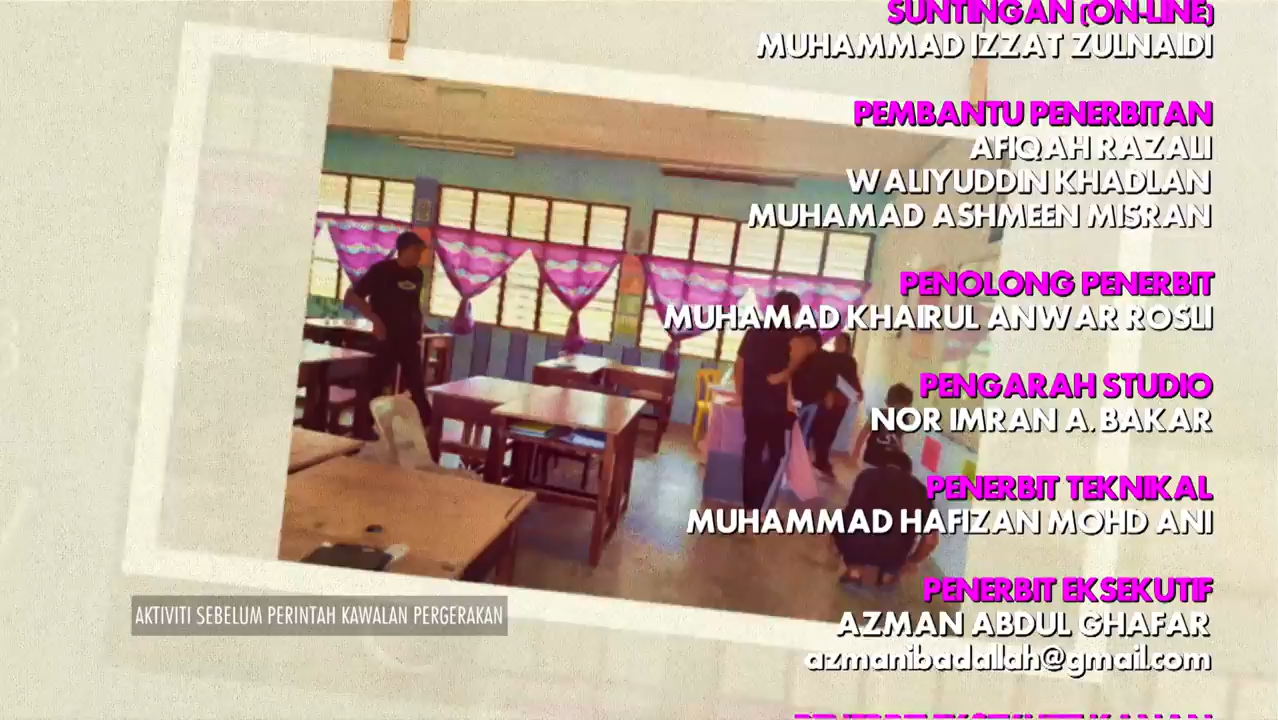 SUNTINGAN (ON-LINE)
MUHAMMAD IZZAT ZULNAIDI
PEMBANTU PENERBITAN
AFIQAH RAZALI
WALIYUDDIN KHADLAN
MUHAMAD ASHMEEN MISRAN
PENOLONG PENERBIT
MUHAMAD KHAIRUL ANWAR ROSLI
PENGARAH STUDIO
NOR IMRAN A. BAKAR
PENERBIT TEKNIKAL
MUHAMMAD HAFIZAN MOHD ANI
PENERBIT EKSEKUTIF
AZMAN ABDUL GHAFAR
azmanibadallah@gmail.com
AKTIVITI SEBELUM PERINTAH KAWALAN PERGERAKAN